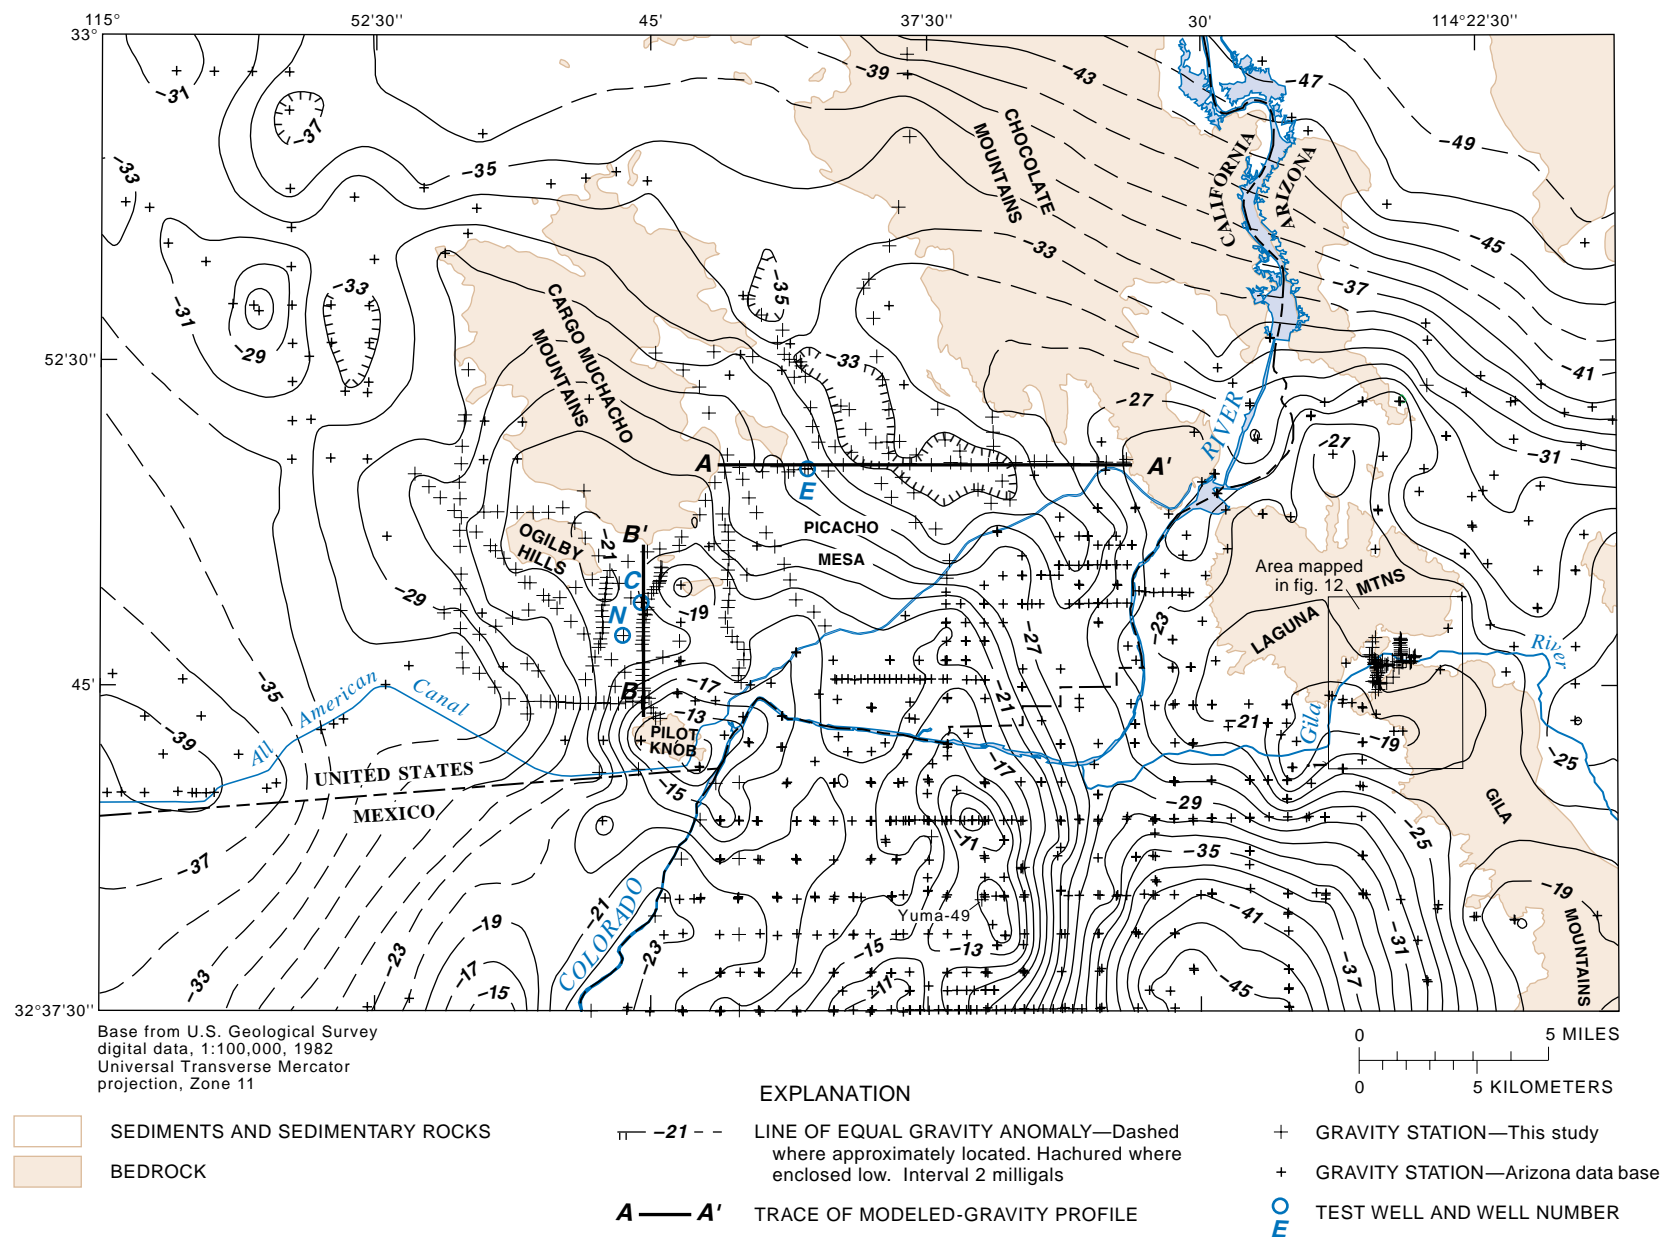 115°
52'30"
45'
37'30"
30'
114°22'30"
33°
52'30"
45'
32°37'30"
–31
–37
–33
–35
–39
–43
–47
–49
–45
–37
–41
–31
–33
–31
–29
–33
–35
–33
–27
–21
–29
–21
–19
–17
–13
–15
–35
–39
–37
–33
–23
–19
–17
–15
–21
–23
–27
–21
–17
–11
–15
–13
–11
–23
–21
–19
–25
–29
–35
–41
–45
–37
–31
–25
–19
CHOCOLATE
MOUNTAINS
CALIFORNIA
ARIZONA
CARGO MUCHACHO
MOUNTAINS
A
A'
E
RIVER
PICACHO
MESA
OGILBY
HILLS
B'
C
N
B
PILOT
KNOB
Area mapped
in fig. 12
LAGUNA
MTNS
River
Gila
GILA
MOUNTAINS
All
American
Canal
UNITED STATES
MEXICO
COLORADO
Yuma-49
Base from U.S. Geological Survey
digital data, 1:100,000, 1982
Universal Transverse Mercator
projection, Zone 11
0
5 MILES
0
5 KILOMETERS
EXPLANATION
SEDIMENTS AND SEDIMENTARY ROCKS
BEDROCK
–21
LINE OF EQUAL GRAVITY ANOMALY—Dashed
where approximately located. Hachured where
enclosed low. Interval 2 milligals
A
A'
TRACE OF MODELED-GRAVITY PROFILE
GRAVITY STATION—This study
GRAVITY STATION—Arizona data base
E
TEST WELL AND WELL NUMBER